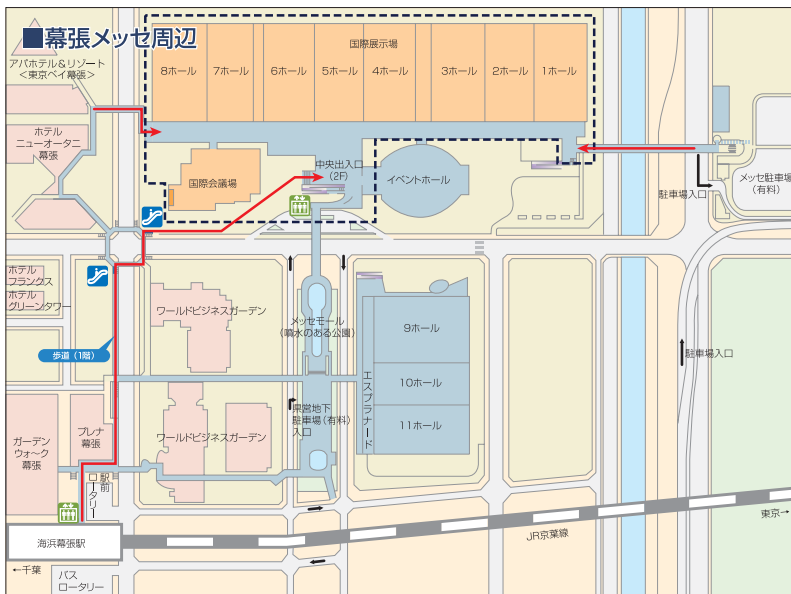 ■幕張メッセ周辺
アパホテル＆リゾート
＜東京ベイ幕張＞
国際展示場
8ホール
7ホール
6ホール
5ホール
4ホール
3ホール
2ホール
1ホール
ホテル
ニューオータニ
幕張
国際会議場
中央出入口
（2F）
イベントホール
駐車場入口
メッセ駐車場
（有料）
ホテル
フランクス
ホテル
グリーンタワー
ワールドビジネスガーデン
メッセモール
（噴水のある公園）
9ホール
歩道（1階）
駐車場入口
10ホール
エスプラナード
県営地下
駐車場（有料）
入口
11ホール
プレナ
幕張
ガーデン
ウォ〜ク
幕張
ワールドビジネスガーデン
駅前
ロータリー
海浜幕張駅
JR京葉線
東京→
←千葉
バス
ロータリー